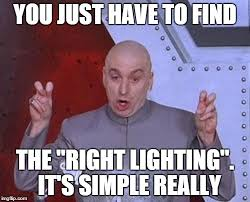 YOU JUST HAVE TO FIND
THE "RIGHT LIGHTING".
IT'S SIMPLE REALLY
imgflip.com